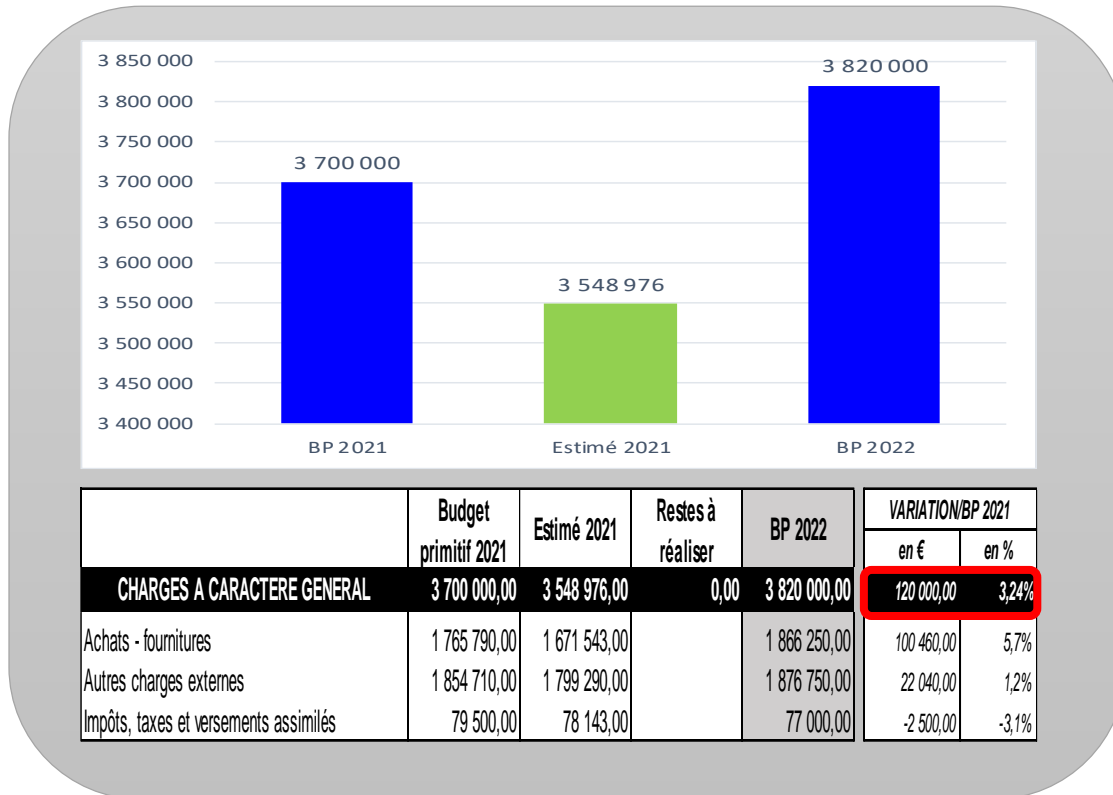 3 850 000
3 800 000
3 750 000
3 700 000
3 650 000
3 600 000
3 550 000
3 500 000
3 450 000
3 400 000
3 700 000
3 548 976
3 820 000
BP 2021 Estimé 2021 BP 2022
Budget primitif 2021 Estimé 2021 Restes à réaliser BP 2022 VARIATION/BP 2021
en € en %
CHARGES A CARACTERE GENERAL 3 700 000,00 3 548 976,00 0,00 3 820 000,00 120 000,00 3,24%
Achats - fournitures 1 765 790,00 1 671 543,00 1 866 250,00 100 460,00 5,7%
Autres charges externes 1 854 710,00 1 799 290,00 1 876 750,00 22 040,00 1,2%
Impôts, taxes et versements assimilés 79 500,00 78 143,00 77 000,00 -2 500,00 -3,1%